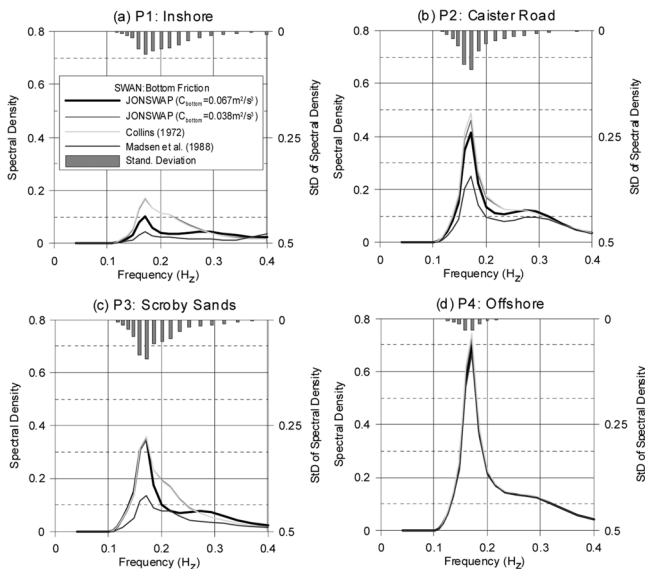 (a) P1: Inshore
0.8
0.6
0.4
0.2
0
Spectral Density
0
0.25
0.5
StD of Spectral Density
SWAN:Bottom Friction
JONSWAP (Cbottom=0.067m²/s³)
JONSWAP (Cbottom=0.038m²/s³)
Collins (1972)
Madsen et al. (1988)
Stand. Deviation
0 0.1 0.2 0.3 0.4
Frequency (Hz)
(b) P2: Caister Road
0.8
0.6
0.4
0.2
0
Spectral Density
0
0.25
0.5
StD of Spectral Density
0 0.1 0.2 0.3 0.4
Frequency (Hz)
(c) P3: Scroby Sands
0.8
0.6
0.4
0.2
0
Spectral Density
0
0.25
0.5
StD of Spectral Density
0 0.1 0.2 0.3 0.4
Frequency (Hz)
(d) P4: Offshore
0.8
0.6
0.4
0.2
0
Spectral Density
0
0.25
0.5
StD of Spectral Density
0 0.1 0.2 0.3 0.4
Frequency (Hz)